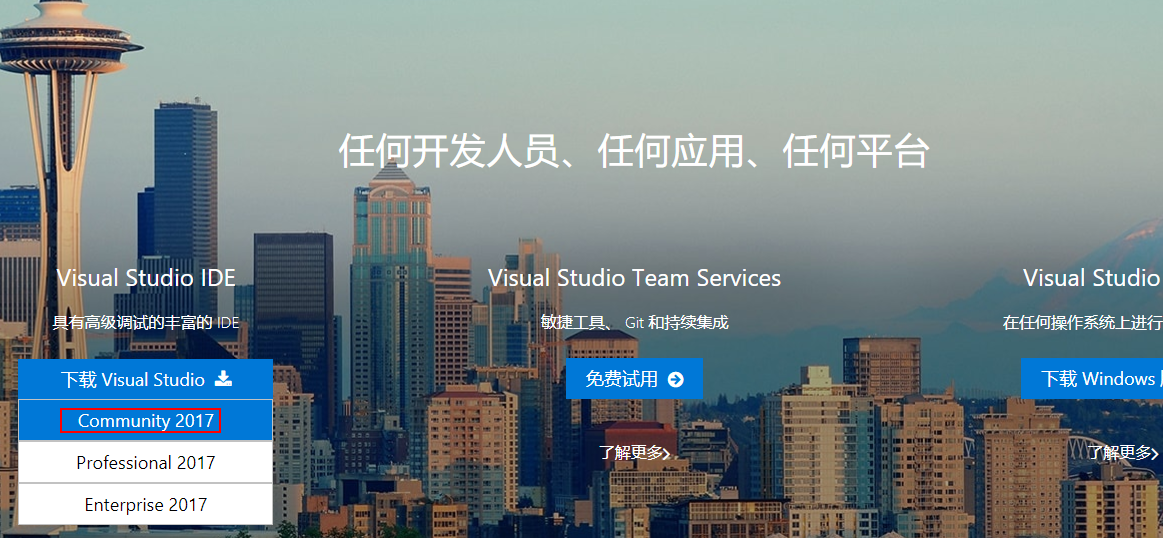 任何开发人员、任何应用、任何平台
Visual Studio IDE
具有高级调试的丰富的 IDE
下载 Visual Studio
Community 2017
Professional 2017
Enterprise 2017
Visual Studio Team Services
敏捷工具、 Git 和持续集成
免费试用
了解更多
Visual Studio
在任何操作系统上进行
下载 Windows
了解更多